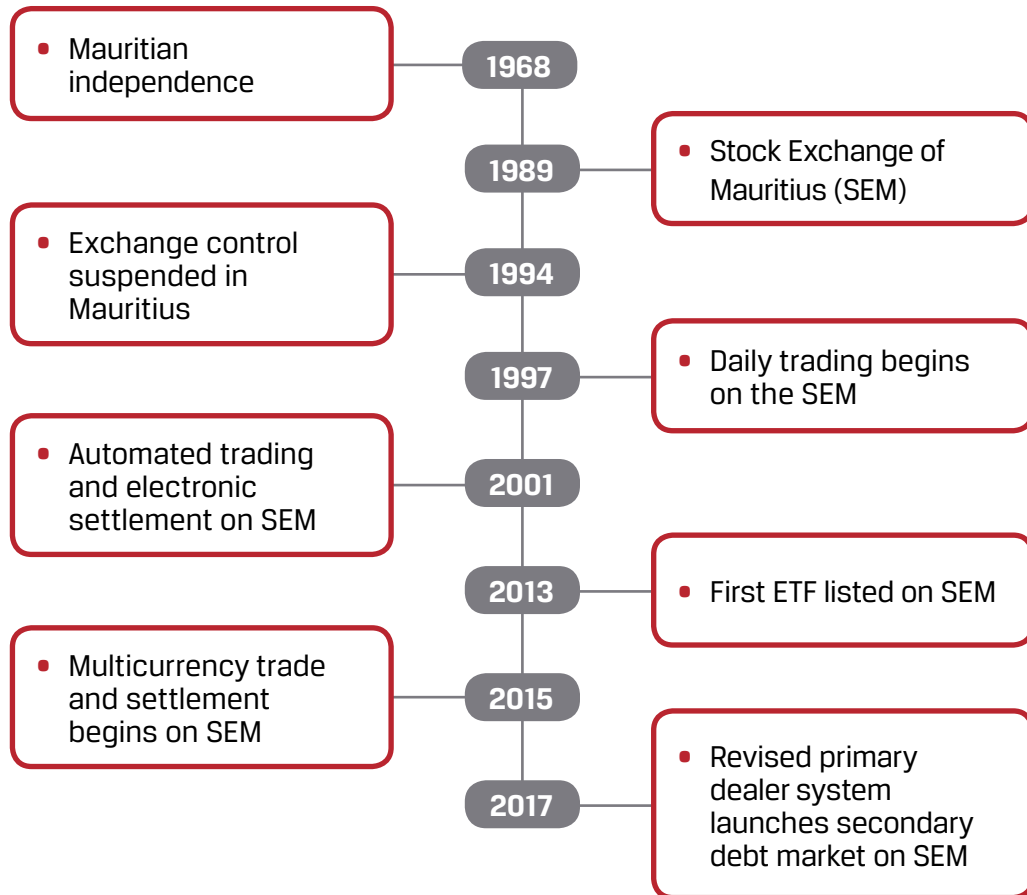 • Mauritian
independence
1968
1989
• Stock Exchange of
Mauritius (SEM)
• Exchange control
suspended in
Mauritius
1994
1997
• Daily trading begins
on the SEM
• Automated trading
and electronic
settlement on SEM
2001
2013
• First ETF listed on SEM
• Multicurrency trade
and settlement
begins on SEM
2015
2017
• Revised primary
dealer system
launches secondary
debt market on SEM